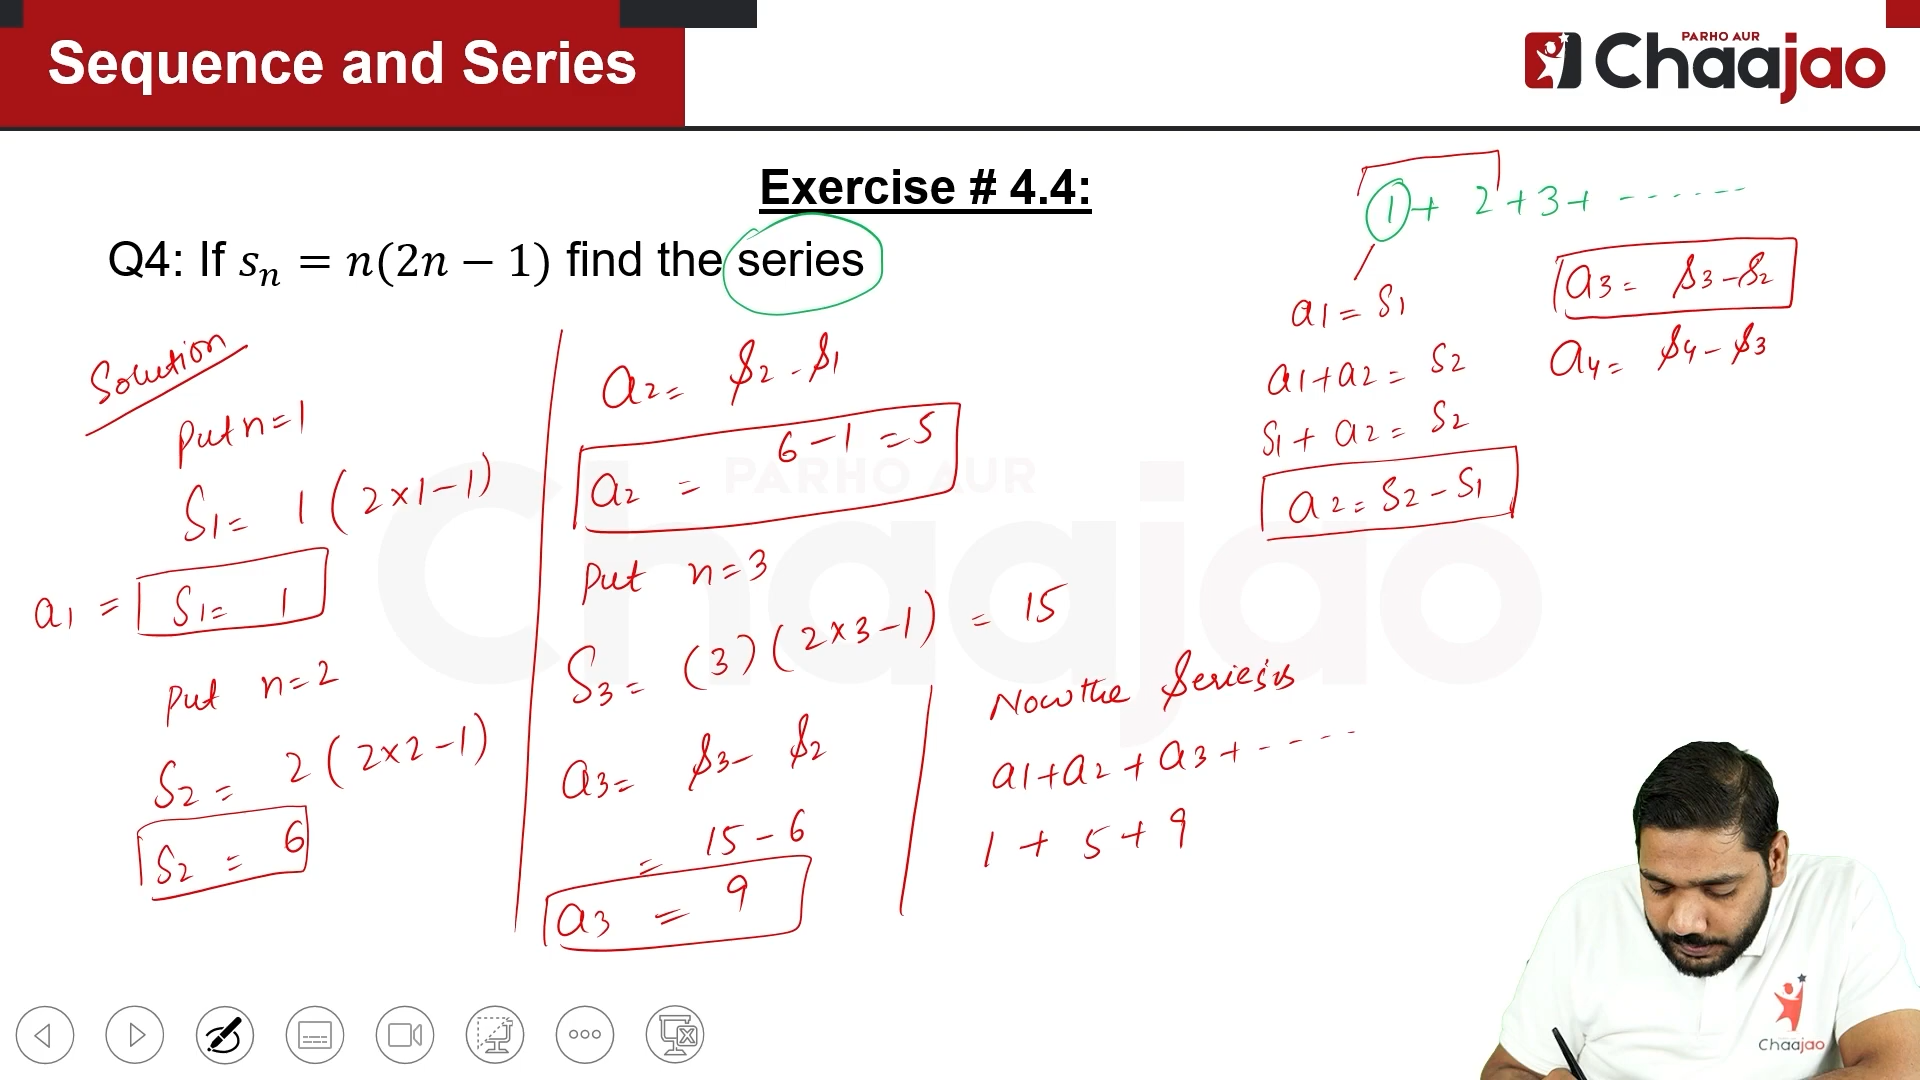 Sequence and Series
PARHO AUR
Chaajao
Exercise # 4.4:
Q4: If sₙ = n(2n − 1) find the series
Solution
Put n=1
S₁= 1(2×1-1)
a₁ = S₁= 1
Put n=2
S₂ = 2(2×2-1)
S₂ = 6
a₂= S₂-S₁
6-1=5
a₂ =
Put n=3
S₃= (3)(2×3-1) = 15
a₃= S₃- S₂
= 15-6
a₃ = 9
Now the Series is
a₁+a₂+a₃+----
1 + 5+9
1+ 2+3+ ------
a₁= S₁
a₁+a₂= S₂
S₁+ a₂= S₂
a₂=S₂-S₁
a₃= S₃-S₂
a₄= S₄-S₃
PARHO AUR
Chaajao
Chaajao